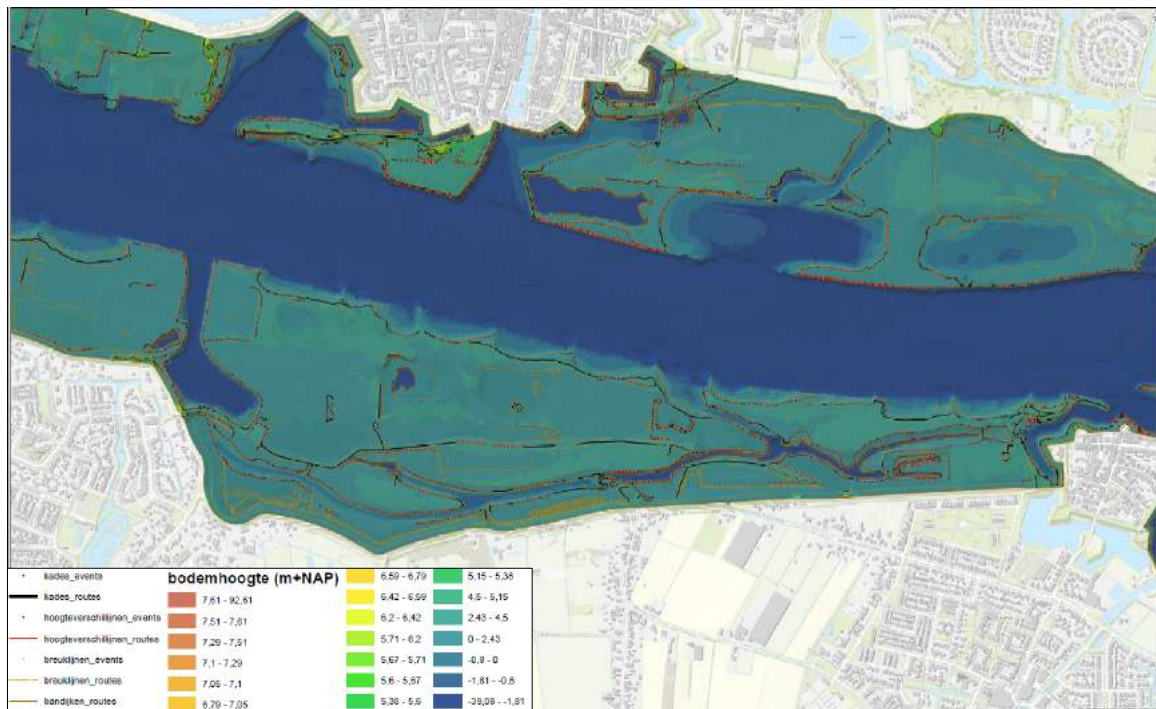 kades_events
kades_routes
hoogteverschillijnen_events
hoogteverschillijnen_routes
breuklijnen_events
breuklijnen_routes
bandijken_routes
bodemhoogte (m+NAP)
7,61 - 92,61
7,51 - 7,61
7,29 - 7,51
7,1 - 7,29
7,05 - 7,1
6,79 - 7,05
6,59 - 6,79
6,42 - 6,59
6,2 - 6,42
5,71 - 6,2
5,67 - 5,71
5,6 - 5,67
5,38 - 5,6
5,15 - 5,38
4,5 - 5,15
2,43 - 4,5
0 - 2,43
-0,8 - 0
-1,81 - -0,8
-39,08 - -1,81